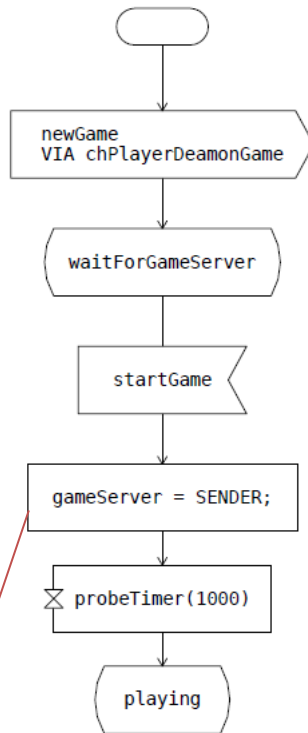 newGame
VIA chPlayerDeamonGame
waitForGameServer
startGame
gameServer = SENDER;
probeTimer(1000)
playing